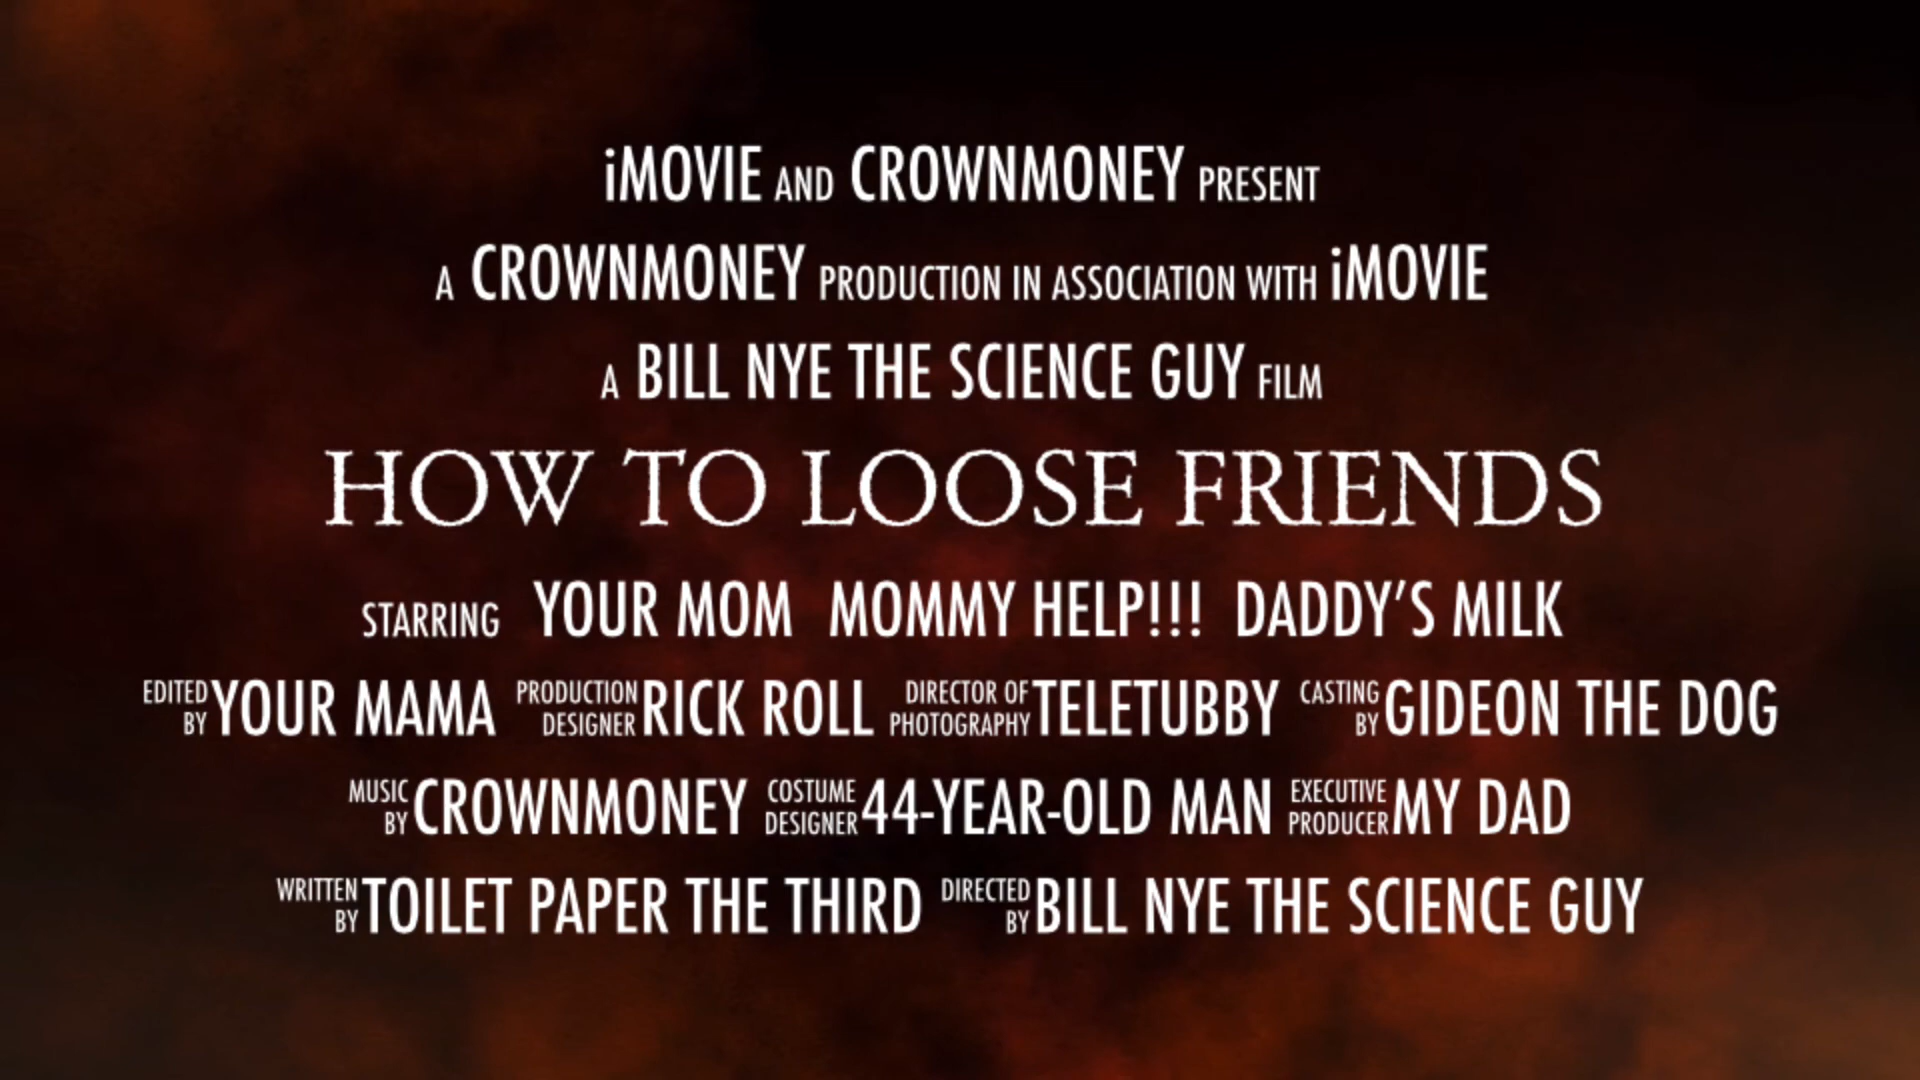 iMOVIE AND CROWNMONEY PRESENT
A CROWNMONEY PRODUCTION IN ASSOCIATION WITH iMOVIE
A BILL NYE THE SCIENCE GUY FILM
HOW TO LOOSE FRIENDS
STARRING YOUR MOM MOMMY HELP!!! DADDY'S MILK
EDITED BY YOUR MAMA PRODUCTION DESIGNER RICK ROLL DIRECTOR OF PHOTOGRAPHY TELETUBBY CASTING BY GIDEON THE DOG
MUSIC BY CROWNMONEY COSTUME DESIGNER 44-YEAR-OLD MAN EXECUTIVE PRODUCER MY DAD
WRITTEN BY TOILET PAPER THE THIRD DIRECTED BY BILL NYE THE SCIENCE GUY